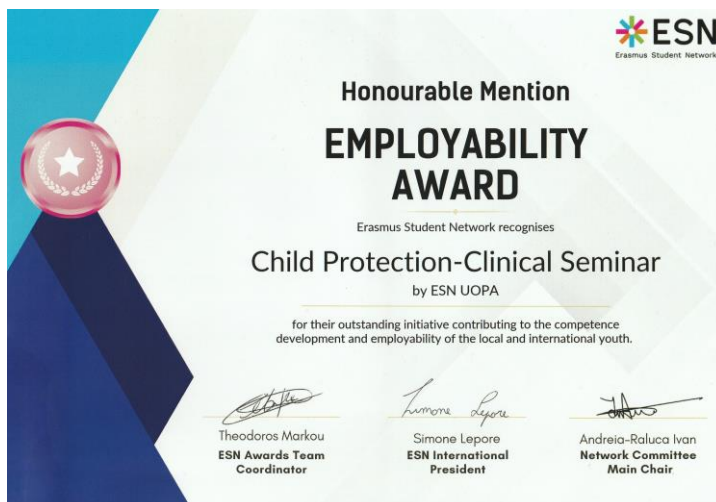 ESN
Erasmus Student Network
Honourable Mention
EMPLOYABILITY
AWARD
Erasmus Student Network recognises
Child Protection-Clinical Seminar
by ESN UOPA
for their outstanding initiative contributing to the competence
development and employability of the local and international youth.
Simone Lepore
Theodoros Markou
ESN Awards Team
Coordinator
Simone Lepore
ESN International
President
Andreia-Raluca Ivan
Network Committee
Main Chair